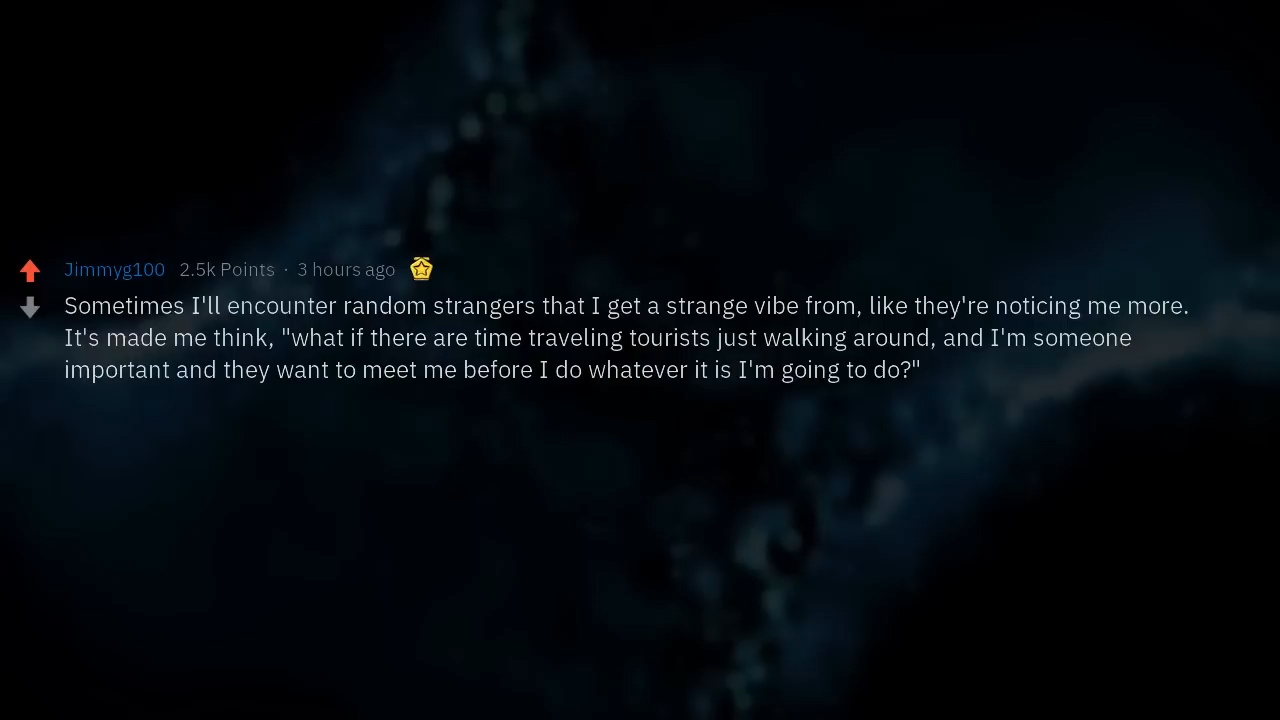 Jimmyg100 2.5k Points · 3 hours ago
Sometimes I'll encounter random strangers that I get a strange vibe from, like they're noticing me more.
It's made me think, "what if there are time traveling tourists just walking around, and I'm someone
important and they want to meet me before I do whatever it is I'm going to do?"